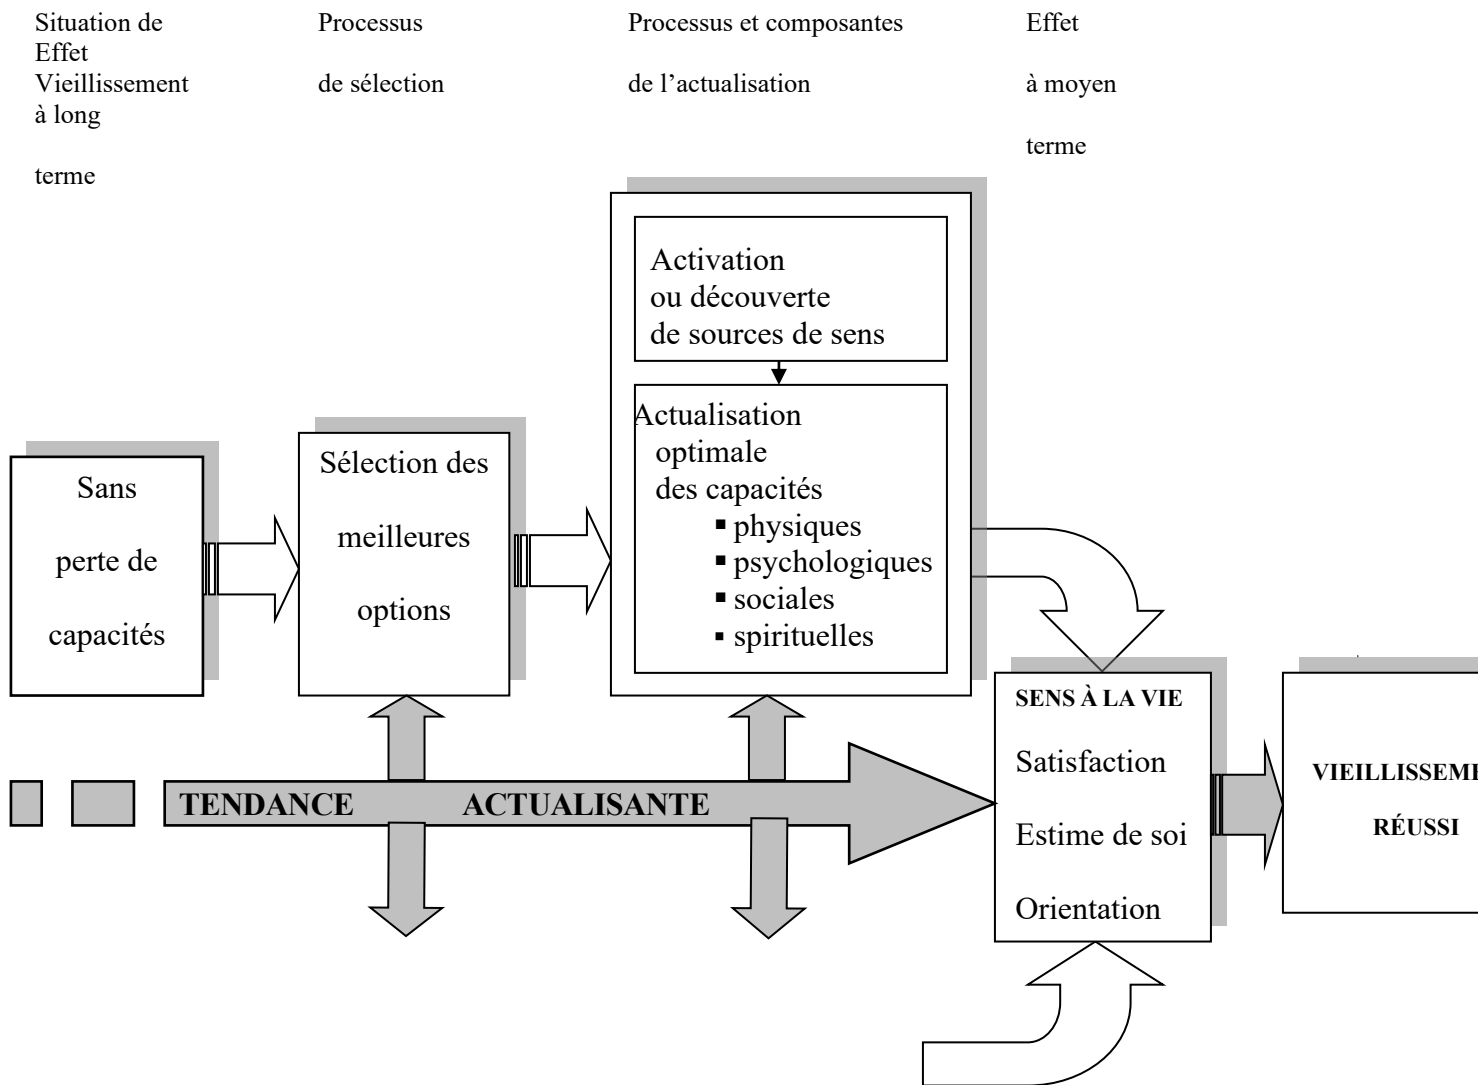 Situation de
Effet
Vieillissement
à long
terme
Processus
de sélection
Processus et composantes
de l’actualisation
Effet
à moyen
terme
Activation
ou découverte
de sources de sens
Actualisation
optimale
des capacités
▪ physiques
▪ psychologiques
▪ sociales
▪ spirituelles
Sans
perte de
capacités
Sélection des
meilleures
options
TENDANCE ACTUALISANTE
SENS À LA VIE
Satisfaction
Estime de soi
Orientation
VIEILLISSEME
RÉUSSI